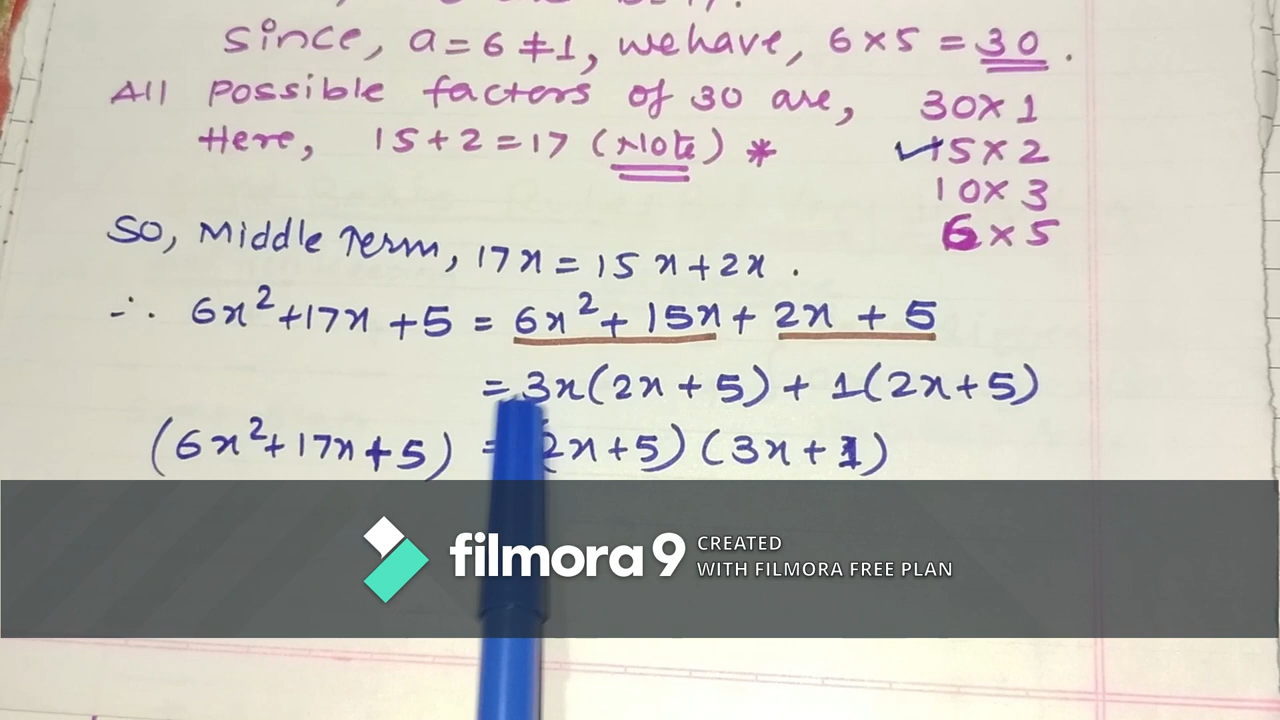 Since, a = 6 ≠ 1, we have, 6 × 5 = 30.
All possible factors of 30 are, 30 × 1
Here, 15 + 2 = 17 (Note) * ✓15 × 2
10 × 3
6 × 5
So, Middle Term, 17x = 15x + 2x.
∴ 6x² + 17x + 5 = 6x² + 15x + 2x + 5
= 3x(2x + 5) + 1(2x + 5)
(6x² + 17x + 5) = (2x + 5)(3x + 1)
filmora9 CREATED
WITH FILMORA FREE PLAN